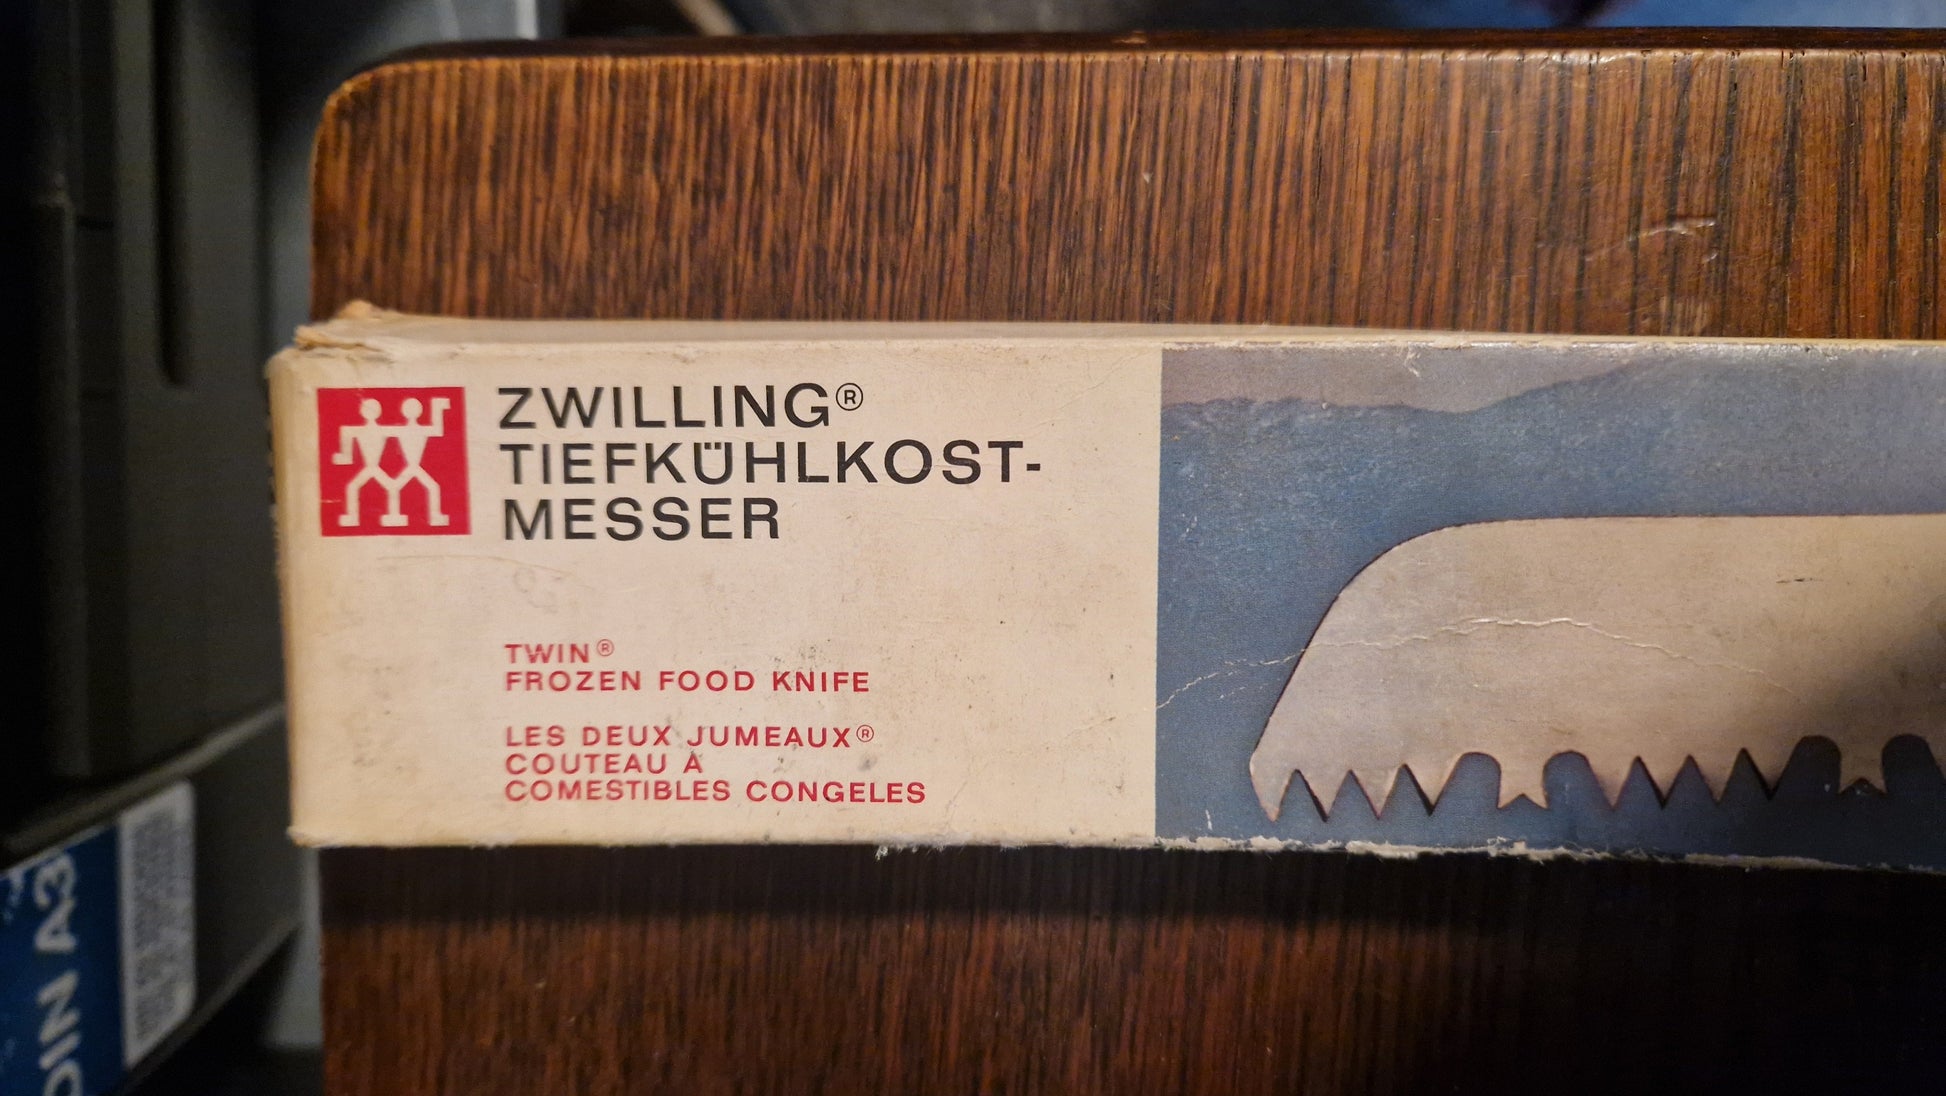 ZWILLING®
TIEFKÜHLKOST-
MESSER
TWIN®
FROZEN FOOD KNIFE
LES DEUX JUMEAUX®
COUTEAU À
COMESTIBLES CONGELES
DIN A3